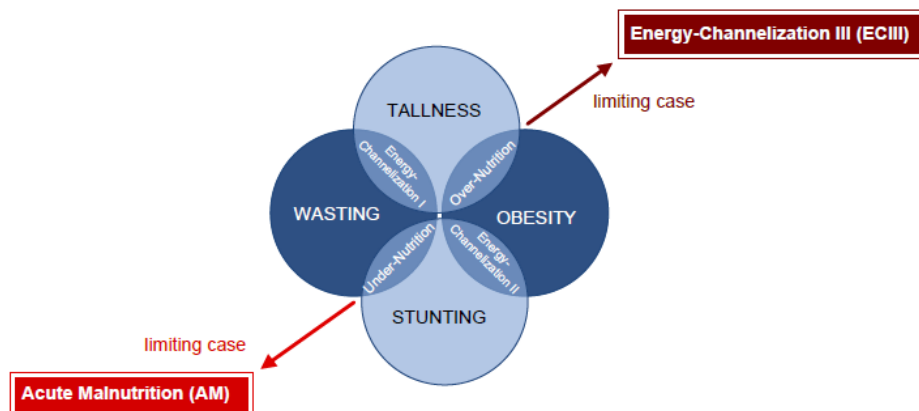 Energy-Channelization III (ECIII)
limiting case
TALLNESS
Energy-
Channelization I
Over-Nutrition
WASTING
OBESITY
Under-Nutrition
Energy-
Channelization II
STUNTING
limiting case
Acute Malnutrition (AM)